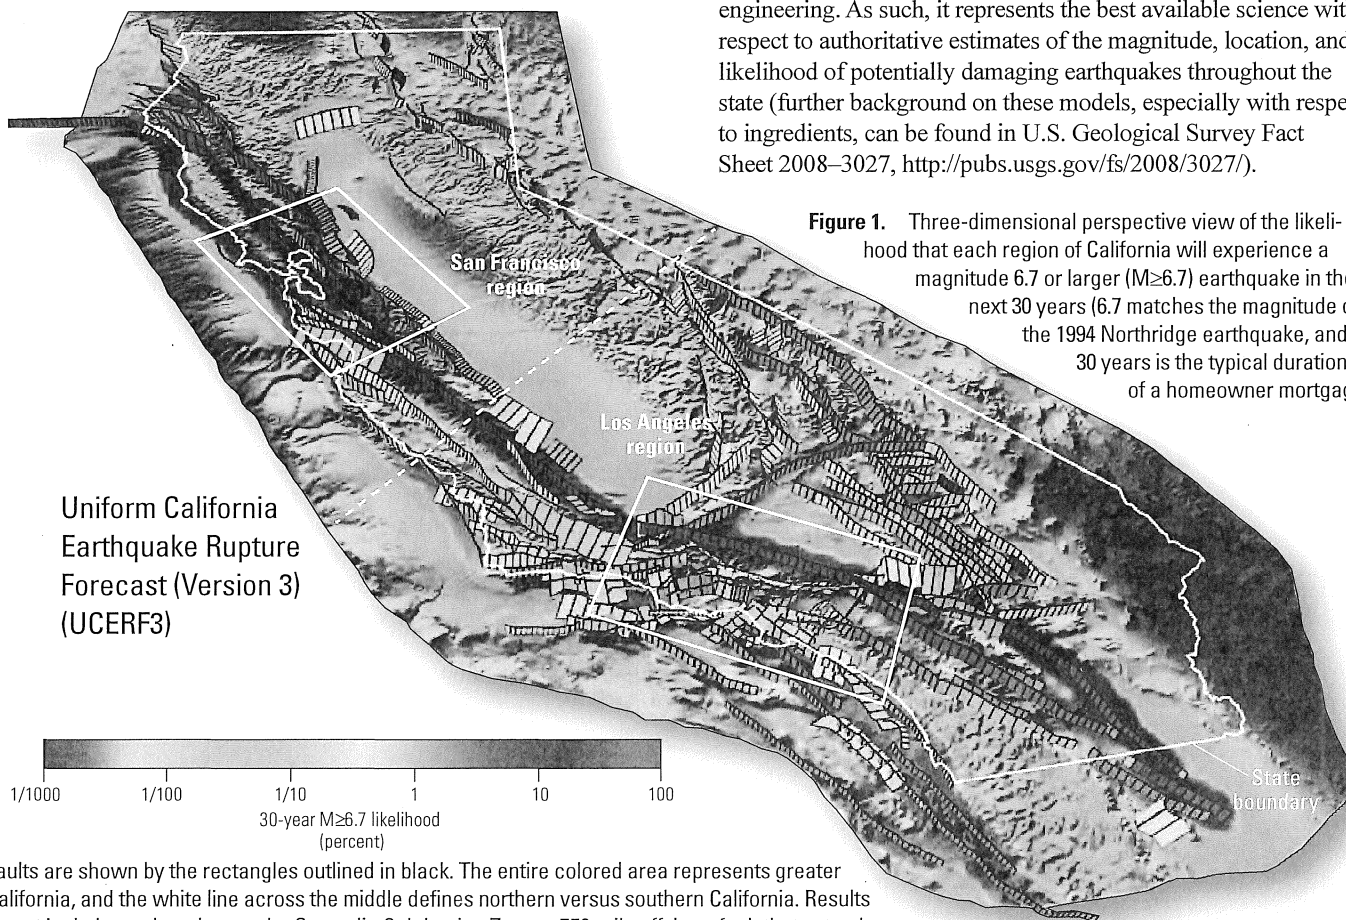 engineering. As such, it represents the best available science wit
respect to authoritative estimates of the magnitude, location, and
likelihood of potentially damaging earthquakes throughout the
state (further background on these models, especially with respe
to ingredients, can be found in U.S. Geological Survey Fact
Sheet 2008–3027, http://pubs.usgs.gov/fs/2008/3027/).
Figure 1. Three-dimensional perspective view of the likeli-
hood that each region of California will experience a
magnitude 6.7 or larger (M≥6.7) earthquake in the
next 30 years (6.7 matches the magnitude o
the 1994 Northridge earthquake, and
30 years is the typical duration
of a homeowner mortgag
San Francisco
region
Los Angeles
region
Uniform California
Earthquake Rupture
Forecast (Version 3)
(UCERF3)
State
boundary
1/1000 1/100 1/10 1 10 100
30-year M≥6.7 likelihood
(percent)
aults are shown by the rectangles outlined in black. The entire colored area represents greater
alifornia, and the white line across the middle defines northern versus southern California. Results